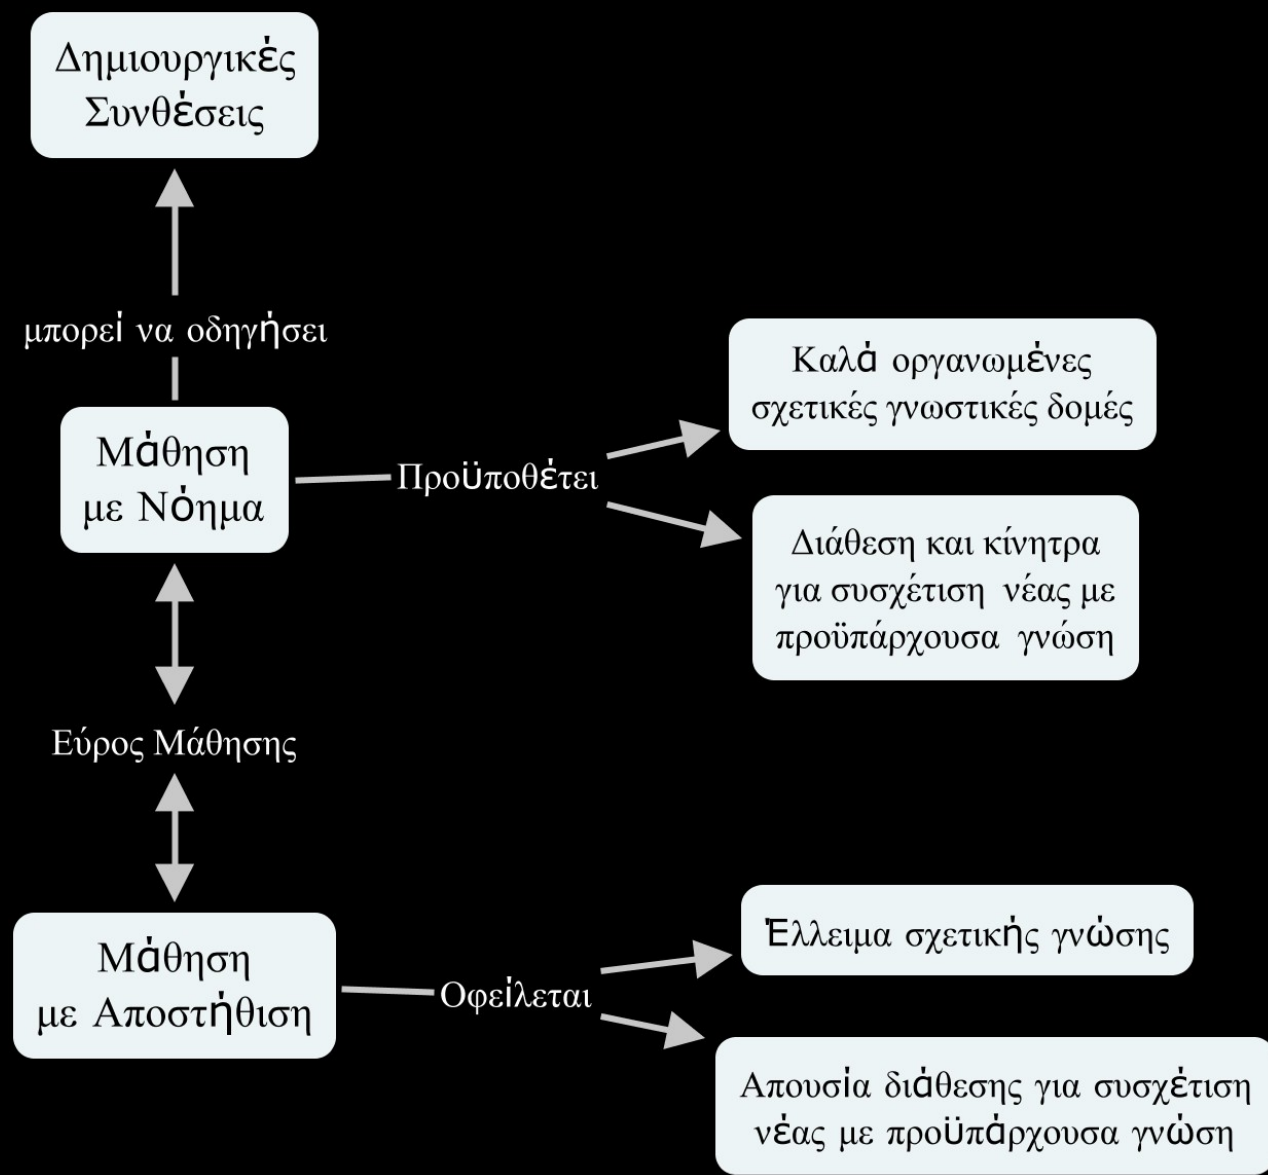 Δημιουργικές
Συνθέσεις
μπορεί να οδηγήσει
Μάθηση
με Νόημα
Προϋποθέτει
Καλά οργανωμένες
σχετικές γνωστικές δομές
Διάθεση και κίνητρα
για συσχέτιση νέας με
προϋπάρχουσα γνώση
Εύρος Μάθησης
Μάθηση
με Αποστήθιση
Οφείλεται
Έλλειμα σχετικής γνώσης
Απουσία διάθεσης για συσχέτιση
νέας με προϋπάρχουσα γνώση